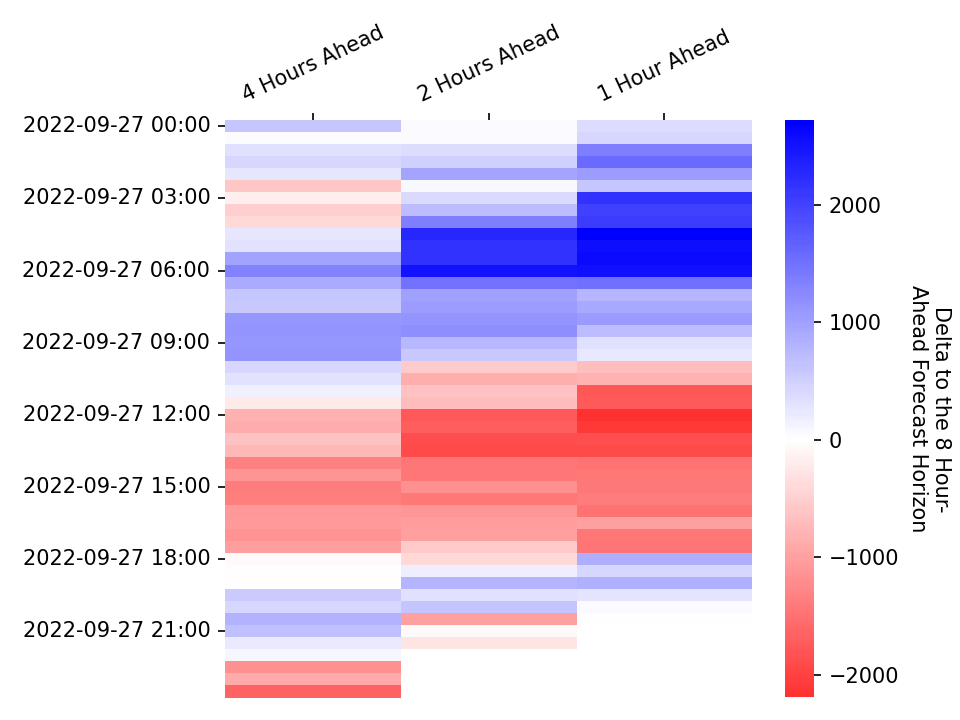 4 Hours Ahead
2 Hours Ahead
1 Hour Ahead
2022-09-27 00:00
2022-09-27 03:00
2022-09-27 06:00
2022-09-27 09:00
2022-09-27 12:00
2022-09-27 15:00
2022-09-27 18:00
2022-09-27 21:00
2000
1000
0
−1000
−2000
Delta to the 8 Hour-
Ahead Forecast Horizon